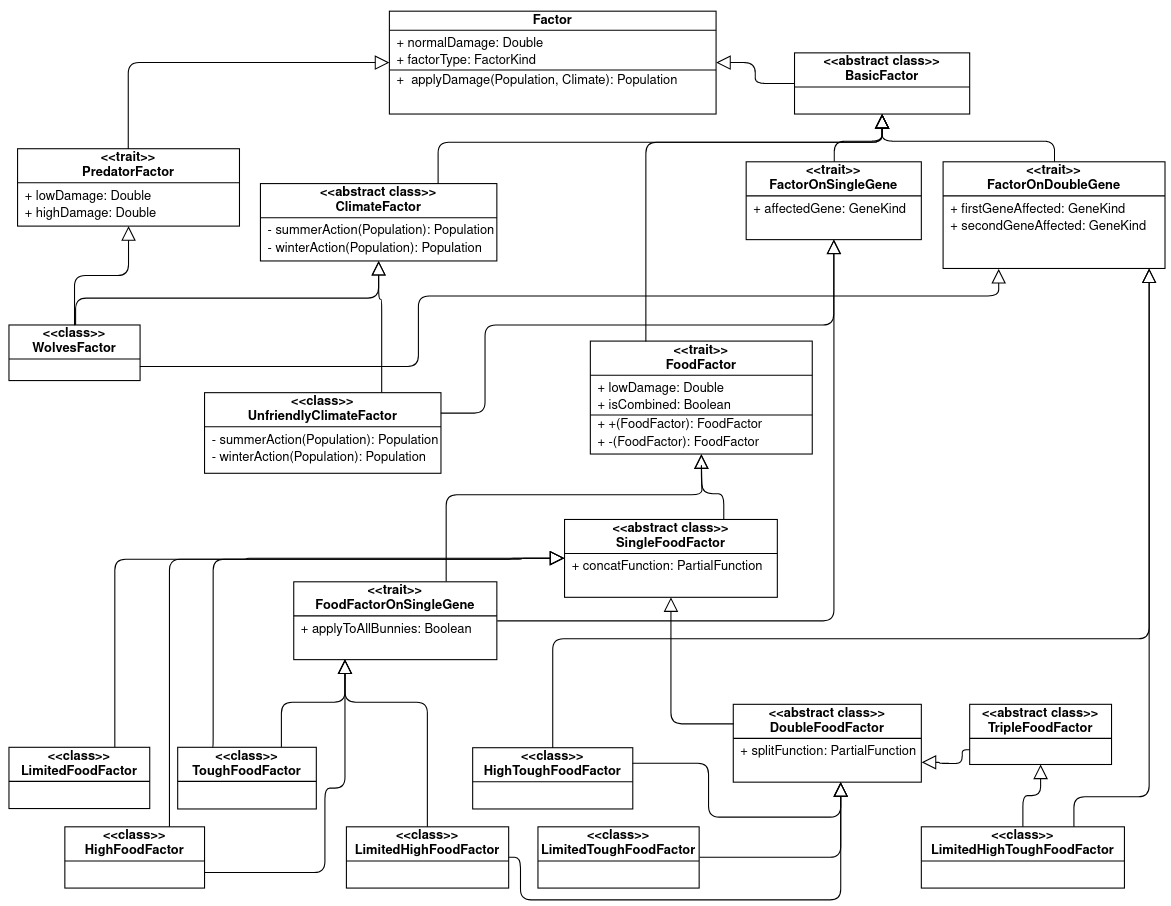 Factor
+ normalDamage: Double
+ factorType: FactorKind
+  applyDamage(Population, Climate): Population
<<abstract class>>
BasicFactor
<<trait>>
PredatorFactor
+ lowDamage: Double
+ highDamage: Double
<<abstract class>>
ClimateFactor
- summerAction(Population): Population
- winterAction(Population): Population
<<trait>>
FactorOnSingleGene
+ affectedGene: GeneKind
<<trait>>
FactorOnDoubleGene
+ firstGeneAffected: GeneKind
+ secondGeneAffected: GeneKind
<<class>>
WolvesFactor
<<class>>
UnfriendlyClimateFactor
- summerAction(Population): Population
- winterAction(Population): Population
<<trait>>
FoodFactor
+ lowDamage: Double
+ isCombined: Boolean
+ +(FoodFactor): FoodFactor
+ -(FoodFactor): FoodFactor
<<abstract class>>
SingleFoodFactor
+ concatFunction: PartialFunction
<<trait>>
FoodFactorOnSingleGene
+ applyToAllBunnies: Boolean
<<abstract class>>
DoubleFoodFactor
+ splitFunction: PartialFunction
<<abstract class>>
TripleFoodFactor
<<class>>
LimitedFoodFactor
<<class>>
ToughFoodFactor
<<class>>
HighToughFoodFactor
<<class>>
HighFoodFactor
<<class>>
LimitedHighFoodFactor
<<class>>
LimitedToughFoodFactor
<<class>>
LimitedHighToughFoodFactor